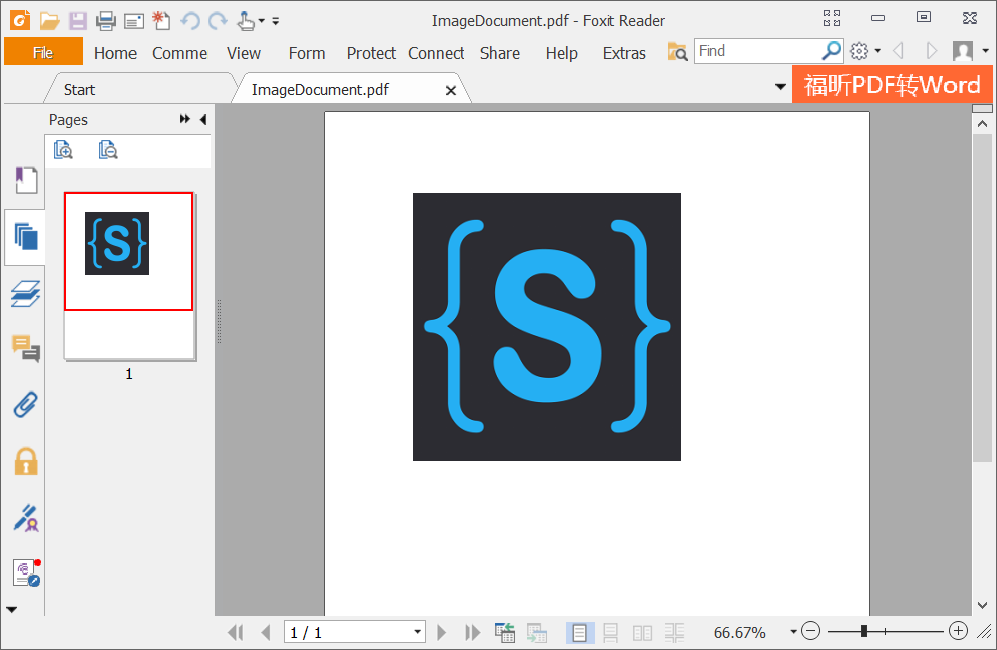 ImageDocument.pdf - Foxit Reader
File Home Comme View Form Protect Connect Share Help Extras Find
Start ImageDocument.pdf 福昕PDF转Word
Pages
{S}
1
{S}
1 / 1 66.67%